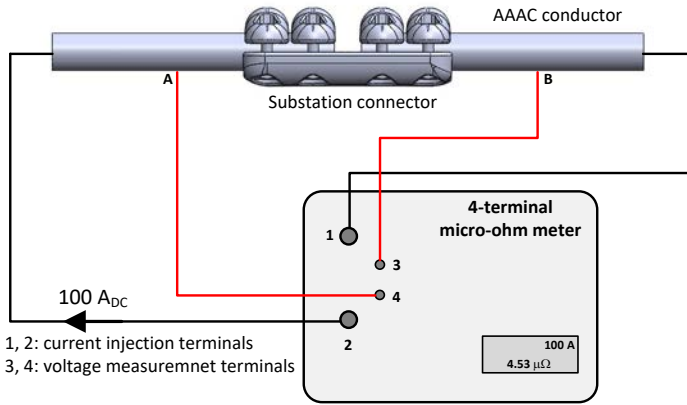 AAAC conductor
A
B
Substation connector
4-terminal
micro-ohm meter
1
3
4
100 A_DC
2
1, 2: current injection terminals
3, 4: voltage measuremnet terminals
100 A
4.53 μΩ